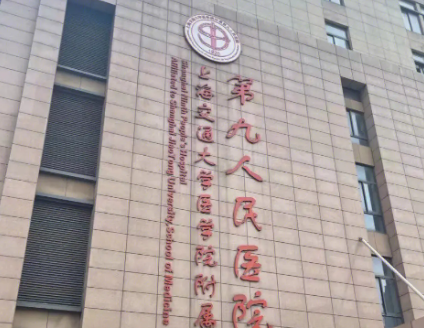 上海交通大学医学院附属
第九人民医院
Shanghai Ninth People's Hospital
Affiliated to Shanghai JiaoTong University, School of Medicine